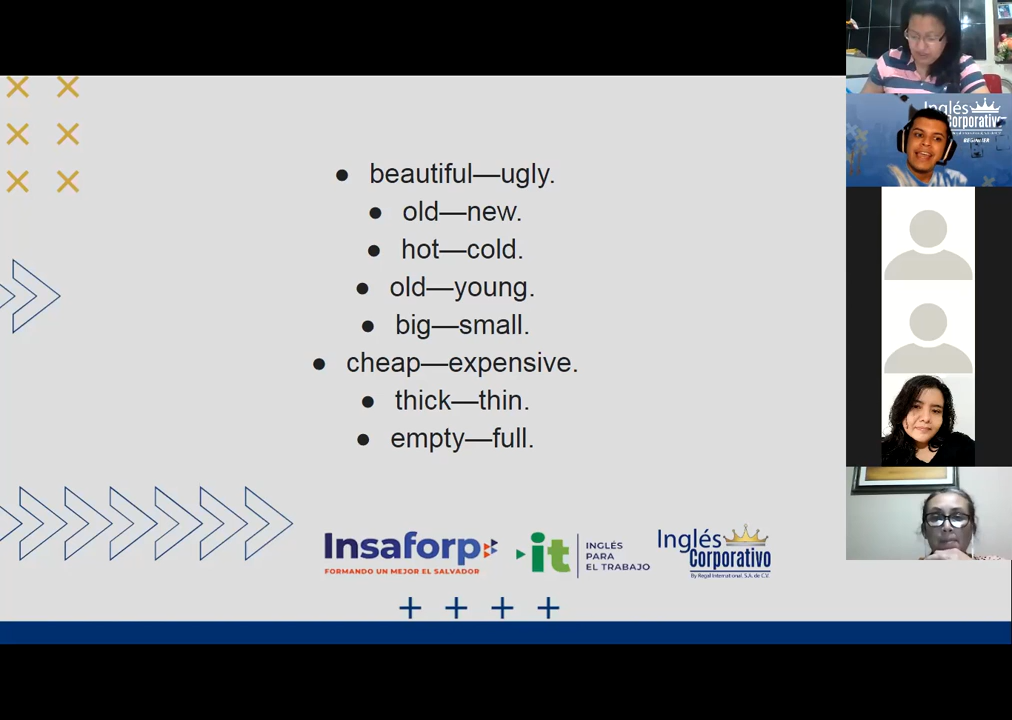 ● beautiful—ugly.
● old—new.
● hot—cold.
● old—young.
● big—small.
● cheap—expensive.
● thick—thin.
● empty—full.
Insaforp
FORMANDO UN MEJOR EL SALVADOR
it
INGLÉS
PARA
EL TRABAJO
Inglés
Corporativo
By Regal International, S.A. de C.V.
Inglés
Corporativo
BEGINNER